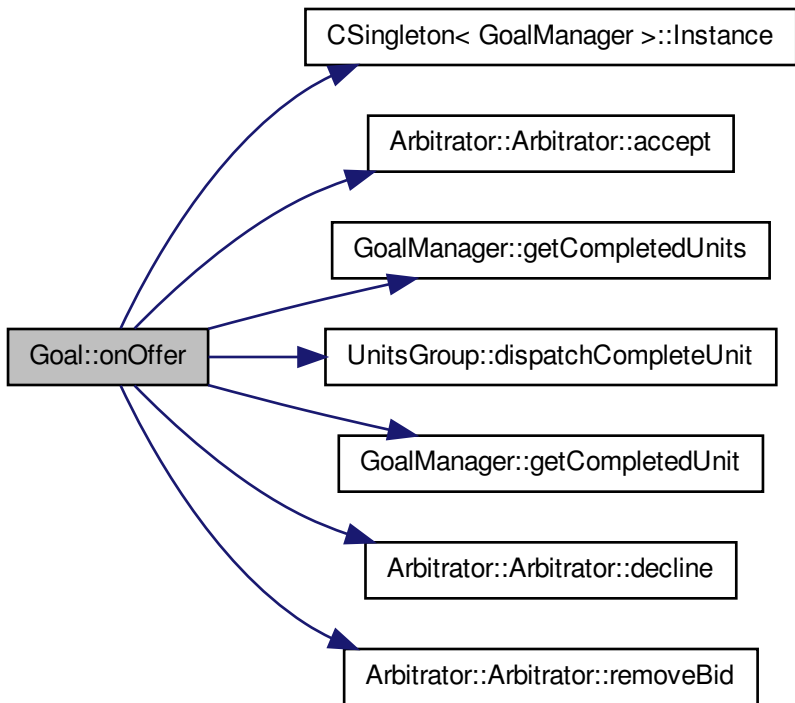 CSingleton< GoalManager >::Instance
Arbitrator::Arbitrator::accept
GoalManager::getCompletedUnits
Goal::onOffer
UnitsGroup::dispatchCompleteUnit
GoalManager::getCompletedUnit
Arbitrator::Arbitrator::decline
Arbitrator::Arbitrator::removeBid